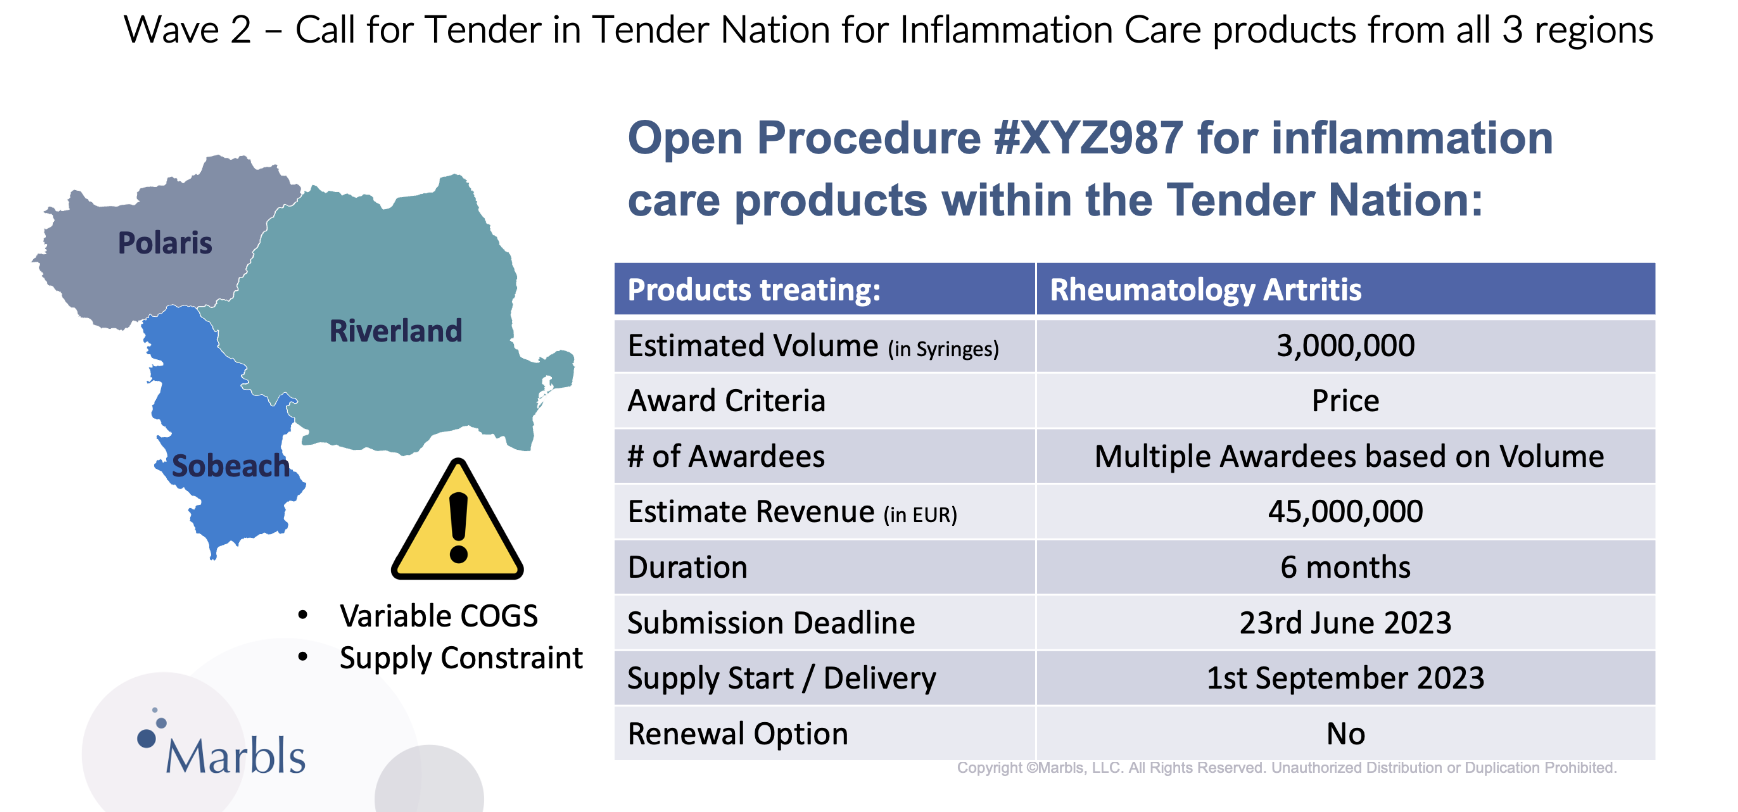 Wave 2 – Call for Tender in Tender Nation for Inflammation Care products from all 3 regions
Open Procedure #XYZ987 for inflammation
care products within the Tender Nation:
Polaris
Riverland
Sobeach
Products treating: Rheumatology Artritis
Estimated Volume (in Syringes) 3,000,000
Award Criteria Price
# of Awardees Multiple Awardees based on Volume
Estimate Revenue (in EUR) 45,000,000
Duration 6 months
Submission Deadline 23rd June 2023
Supply Start / Delivery 1st September 2023
Renewal Option No
• Variable COGS
• Supply Constraint
Marbls
Copyright ©Marbls, LLC. All Rights Reserved. Unauthorized Distribution or Duplication Prohibited.